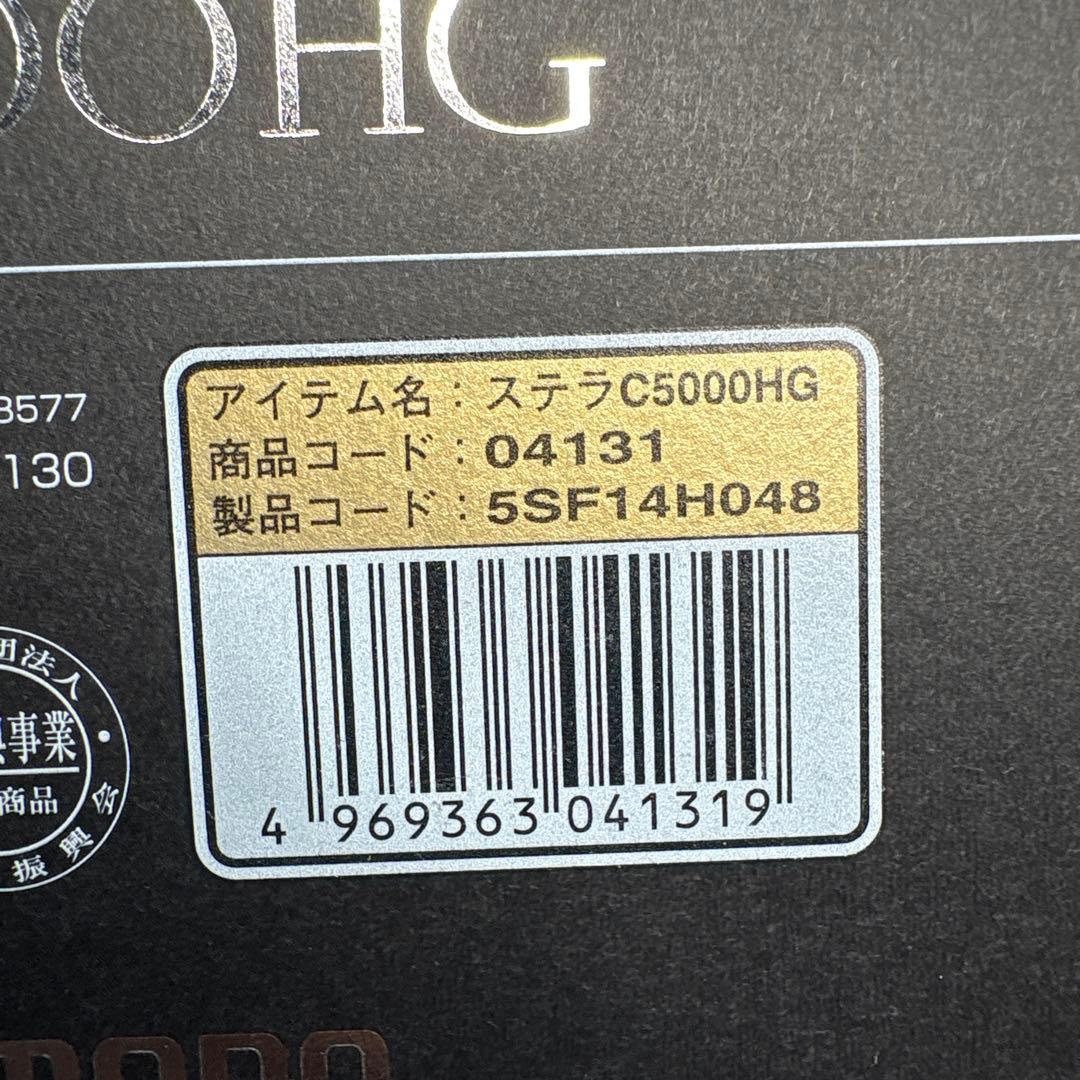 00HG
アイテム名：ステラC5000HG
商品コード：04131
製品コード：5SF14H048
3577
130
4 969363 041319
団法人
事業
商品
振興会